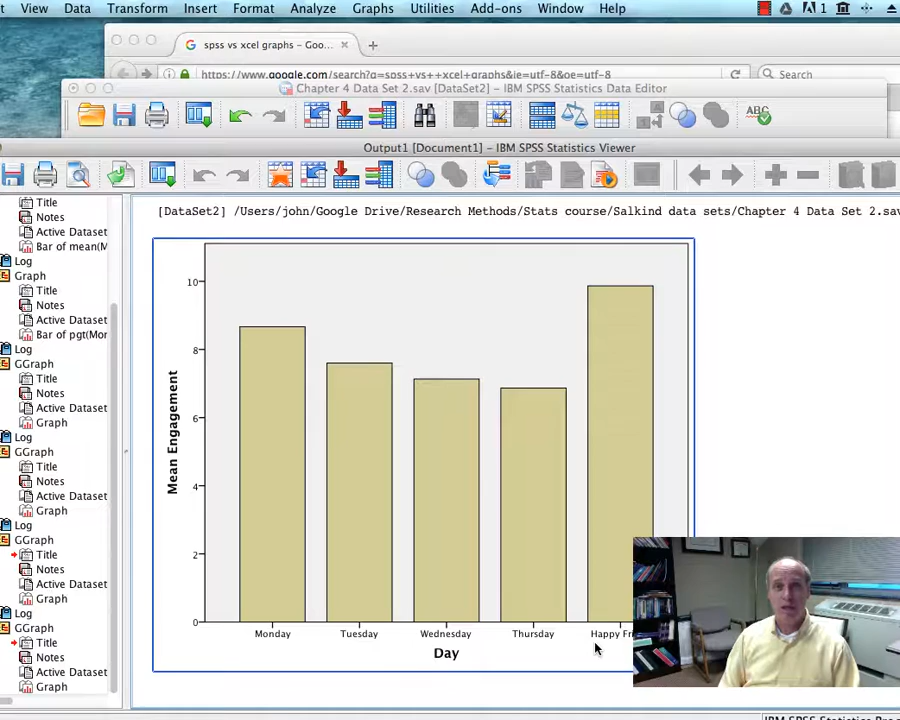 View Data Transform Insert Format Analyze Graphs Utilities Add-ons Window Help 1
spss vs xcel graphs – Goo...
https://www.google.com/search?q=spss+vs++xcel+graphs&ie=utf-8&oe=utf-8
Search
Chapter 4 Data Set 2.sav [DataSet2] – IBM SPSS Statistics Data Editor
ABC
Output1 [Document1] – IBM SPSS Statistics Viewer
Title
Notes
Active Dataset
Bar of mean(M
Log
Graph
Title
Notes
Active Dataset
Bar of pgt(Mor
Log
GGraph
Title
Notes
Active Dataset
Graph
Log
GGraph
Title
Notes
Active Dataset
Graph
Log
GGraph
Title
Notes
Active Dataset
Graph
Log
GGraph
Title
Notes
Active Dataset
Graph
[DataSet2] /Users/john/Google Drive/Research Methods/Stats course/Salkind data sets/Chapter 4 Data Set 2.sav
Mean Engagement
10
8
6
4
2
0
Monday Tuesday Wednesday Thursday Happy Fri
Day